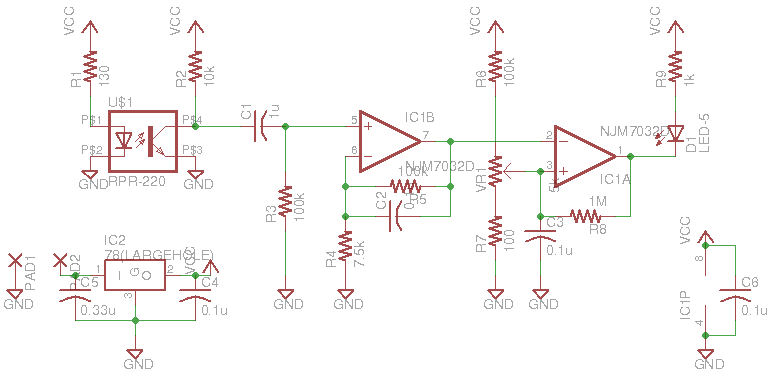 VCC
R1
130
VCC
R2
10k
U$1
P$1
P$2
P$4
P$3
GND
RPR-220
GND
C1
1u
R3
100k
GND
5
6
7
IC1B
NJM7032D
100k
R5
C2
R4
7.5k
GND
VCC
R6
100k
VR1
5k
R7
100
GND
2
3
1
NJM7032D
IC1A
1M
R8
C3
0.1u
GND
VCC
R9
1k
D1
LED-5
PAD1
GND
PAD2
C5
0.33u
IC2
78(LARGEHOLE)
1
I
G
O
2
3
VCC
C4
0.1u
GND
VCC
8
IC1P
4
C6
0.1u
GND